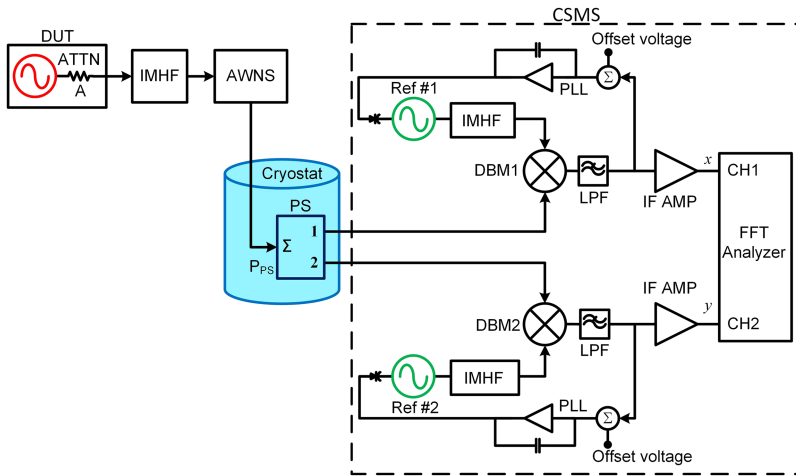 CSMS
DUT
ATTN
A
IMHF
AWNS
Offset voltage
Σ
PLL
Ref #1
IMHF
DBM1
LPF
IF AMP
x
CH1
Cryostat
PS
1
Σ
2
PPS
FFT
Analyzer
IF AMP
y
CH2
DBM2
LPF
IMHF
Ref #2
PLL
Σ
Offset voltage